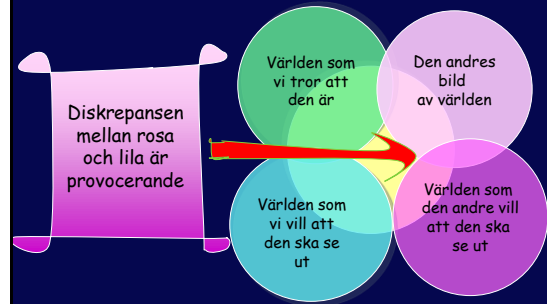 Diskrepansen
mellan rosa
och lila är
provocerande
Världen som
vi tror att
den är
Den andres
bild
av världen
Världen som
vi vill att
den ska se
ut
Världen som
den andre vill
att den ska
se ut